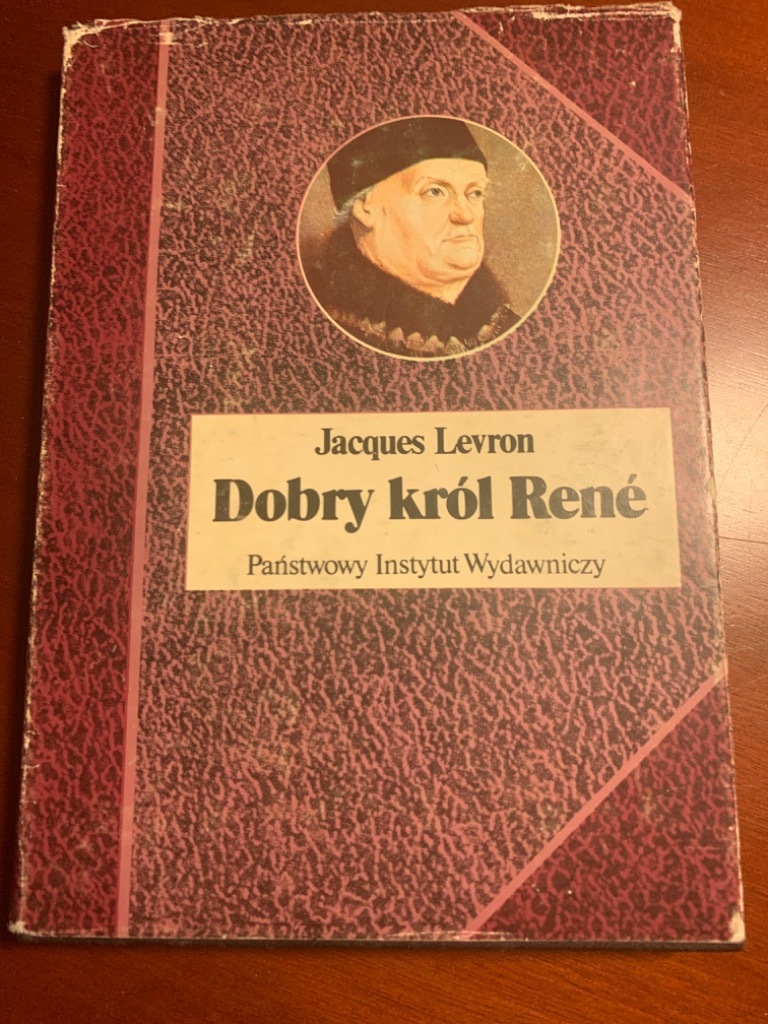 Jacques Levron
Dobry król René
Państwowy Instytut Wydawniczy